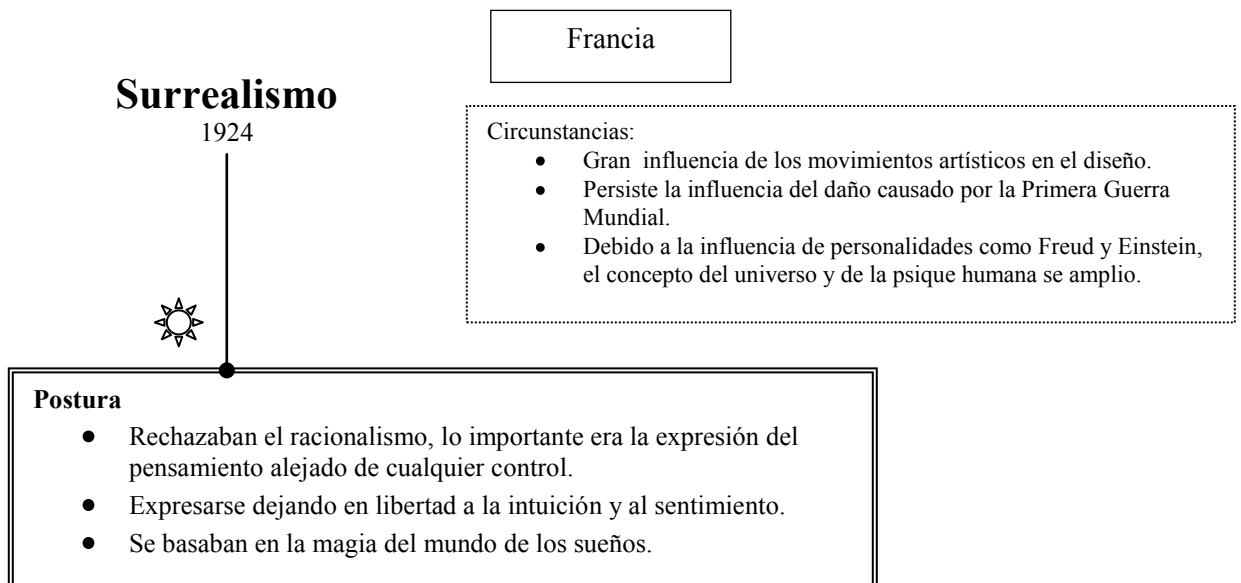 Francia
Surrealismo
1924
Circunstancias:
● Gran influencia de los movimientos artísticos en el diseño.
● Persiste la influencia del daño causado por la Primera Guerra
Mundial.
● Debido a la influencia de personalidades como Freud y Einstein,
el concepto del universo y de la psique humana se amplio.
Postura
● Rechazaban el racionalismo, lo importante era la expresión del
pensamiento alejado de cualquier control.
● Expresarse dejando en libertad a la intuición y al sentimiento.
● Se basaban en la magia del mundo de los sueños.